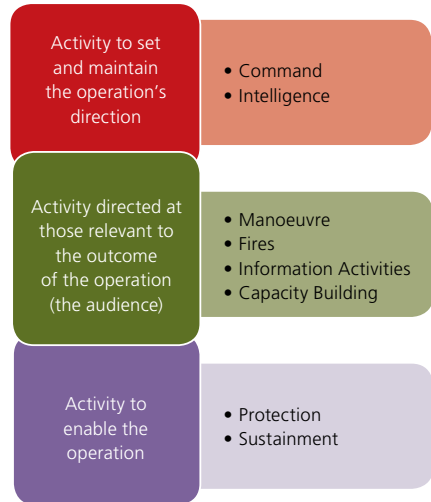 Activity to set
and maintain
the operation's
direction
• Command
• Intelligence
Activity directed at
those relevant to
the outcome
of the operation
(the audience)
• Manoeuvre
• Fires
• Information Activities
• Capacity Building
Activity to
enable the
operation
• Protection
• Sustainment